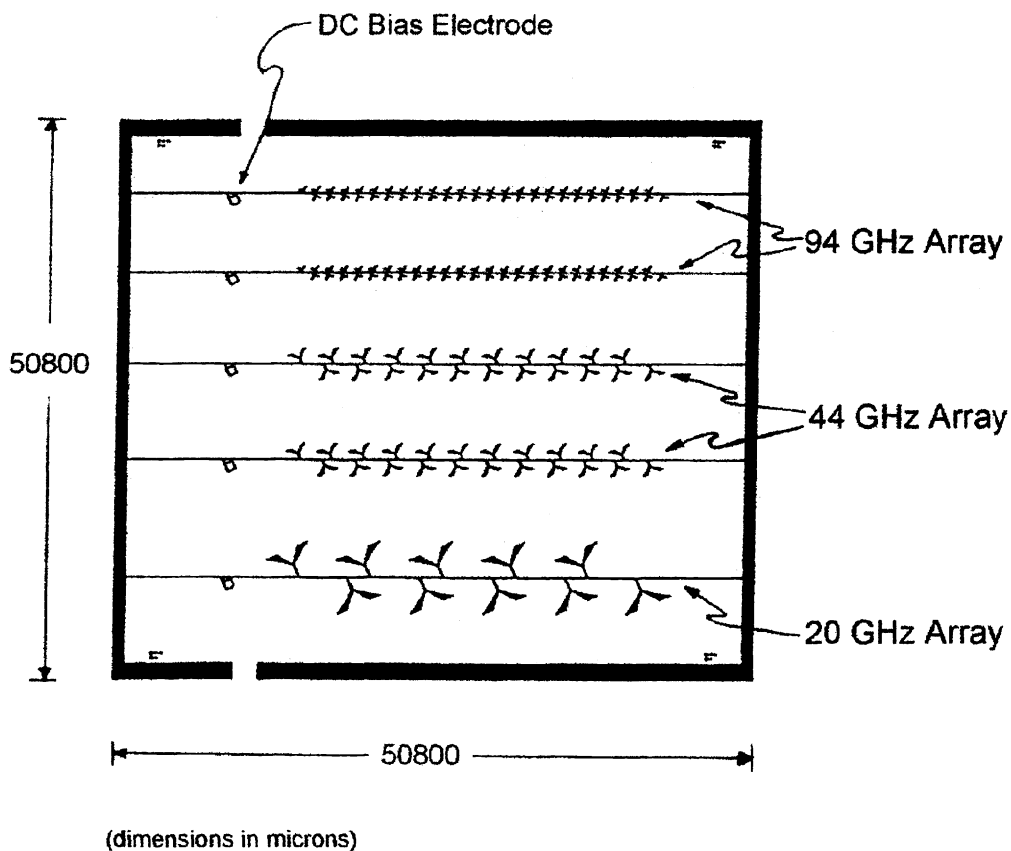 DC Bias Electrode
94 GHz Array
50800
44 GHz Array
20 GHz Array
50800
(dimensions in microns)